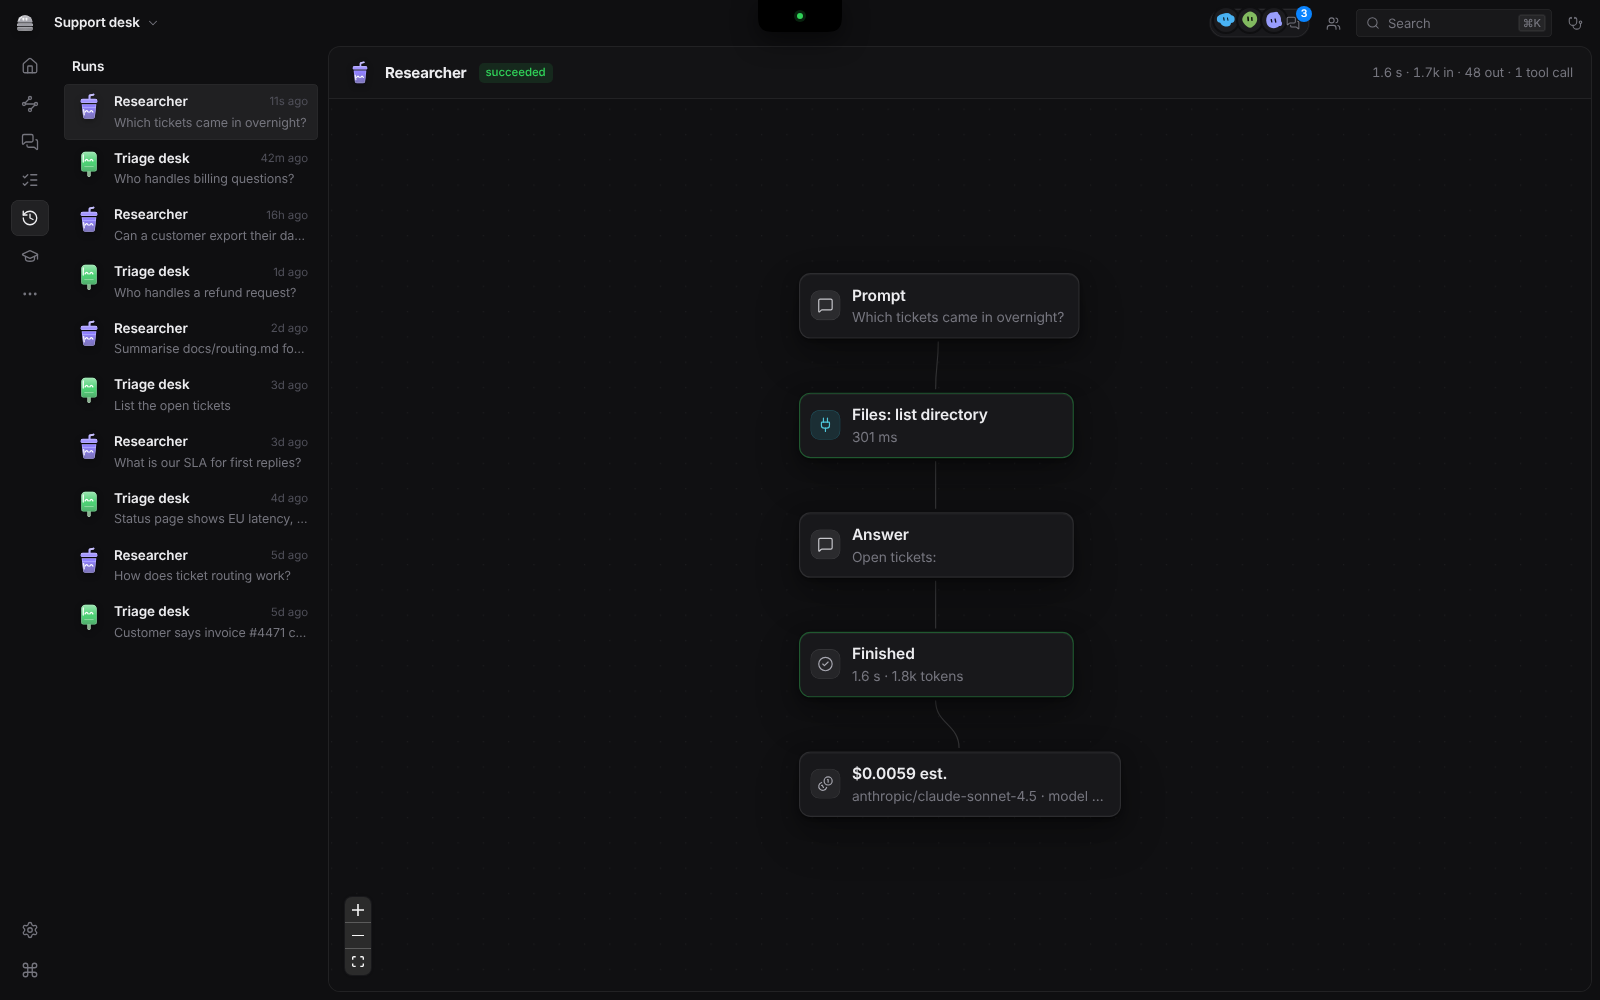 Support desk
3
Search
⌘K
Runs
Researcher
11s ago
Which tickets came in overnight?
Triage desk
42m ago
Who handles billing questions?
Researcher
16h ago
Can a customer export their da...
Triage desk
1d ago
Who handles a refund request?
Researcher
2d ago
Summarise docs/routing.md fo...
Triage desk
3d ago
List the open tickets
Researcher
3d ago
What is our SLA for first replies?
Triage desk
4d ago
Status page shows EU latency, ...
Researcher
5d ago
How does ticket routing work?
Triage desk
5d ago
Customer says invoice #4471 c...
Researcher
succeeded
1.6 s · 1.7k in · 48 out · 1 tool call
Prompt
Which tickets came in overnight?
Files: list directory
301 ms
Answer
Open tickets:
Finished
1.6 s · 1.8k tokens
$0.0059 est.
anthropic/claude-sonnet-4.5 · model ...